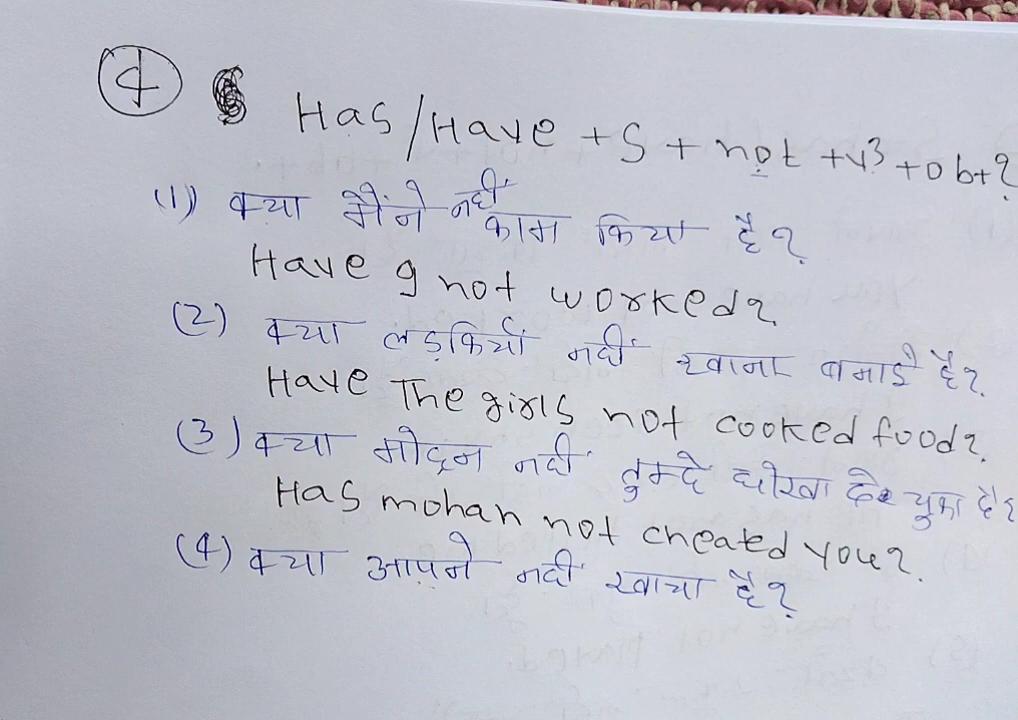 4 Has/Have + S + not + v3 + ob + ?
(1) क्या मैंने नहीं काम किया है?
Have I not worked?
(2) क्या लड़कियाँ नहीं खाना बनाई है?
Have The girls not cooked food?
(3) क्या मोहन नहीं तुम्हे धोखा दे चुका है?
Has mohan not cheated you?
(4) क्या आपने नहीं खाया है?